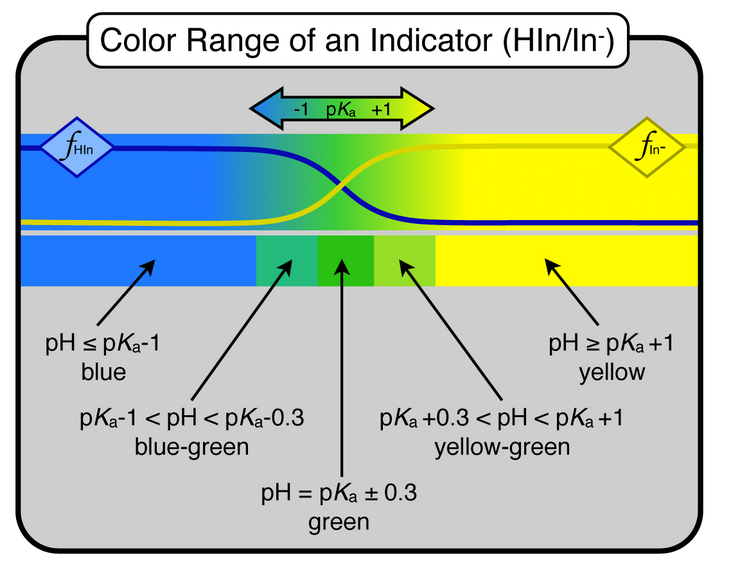 Color Range of an Indicator (HIn/In-)
-1 pKa +1
fHIn
fIn-
pH ≤ pKa-1
blue
pH ≥ pKa +1
yellow
pKa-1 < pH < pKa-0.3
blue-green
pKa +0.3 < pH < pKa +1
yellow-green
pH = pKa ± 0.3
green